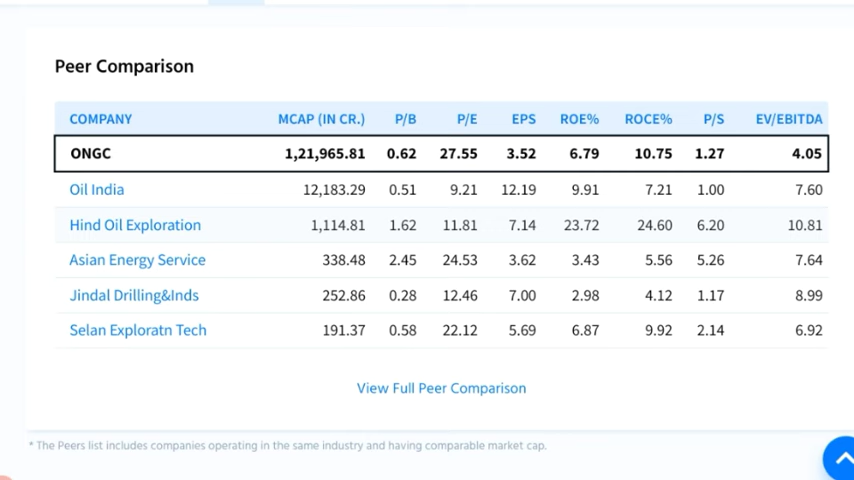 Peer Comparison
COMPANY MCAP (IN CR.) P/B P/E EPS ROE% ROCE% P/S EV/EBITDA
ONGC 1,21,965.81 0.62 27.55 3.52 6.79 10.75 1.27 4.05
Oil India 12,183.29 0.51 9.21 12.19 9.91 7.21 1.00 7.60
Hind Oil Exploration 1,114.81 1.62 11.81 7.14 23.72 24.60 6.20 10.81
Asian Energy Service 338.48 2.45 24.53 3.62 3.43 5.56 5.26 7.64
Jindal Drilling&Inds 252.86 0.28 12.46 7.00 2.98 4.12 1.17 8.99
Selan Exploratn Tech 191.37 0.58 22.12 5.69 6.87 9.92 2.14 6.92
View Full Peer Comparison
* The Peers list includes companies operating in the same industry and having comparable market cap.